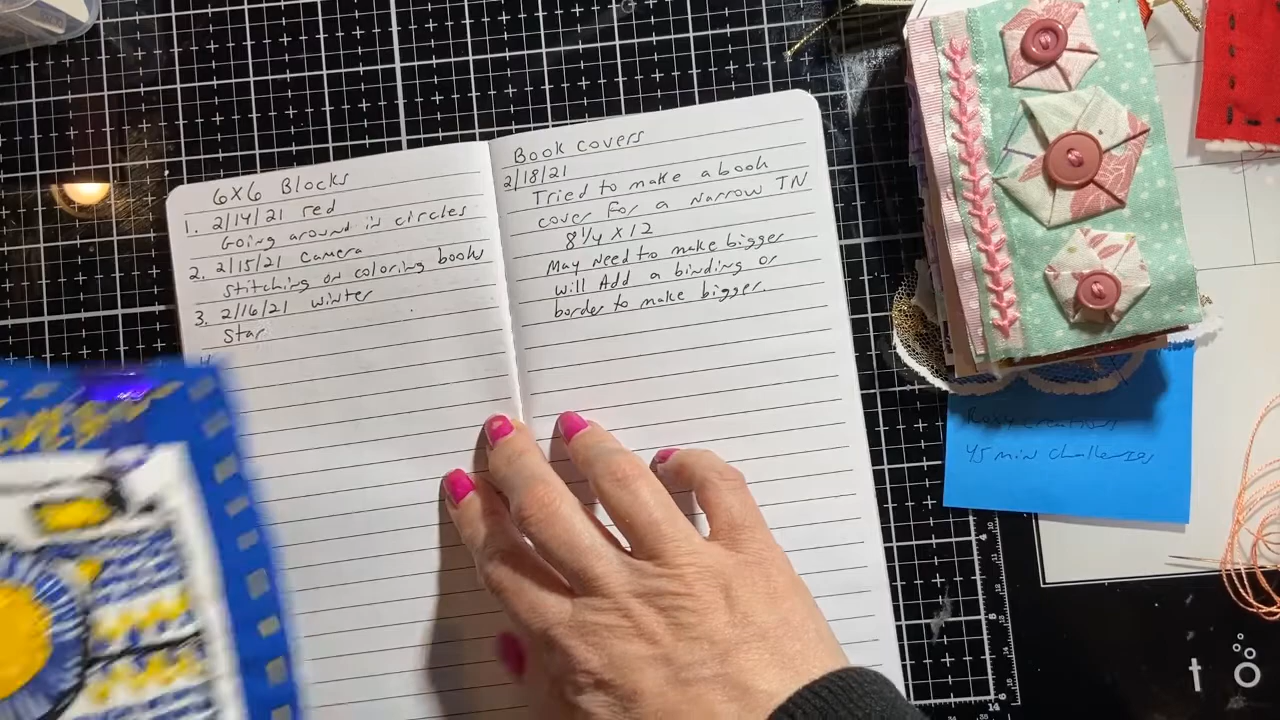 6X6 Blocks
1. 2/14/21 red
Going around in circles
2. 2/15/21 camera
stitching on coloring book
3. 2/16/21 winter
Star
4
Book covers
2/18/21
Tried to make a book
cover for a narrow TN
8 1/4 X 12
May need to make bigger
will Add a binding or
border to make bigger.
45 min challenges
14
to